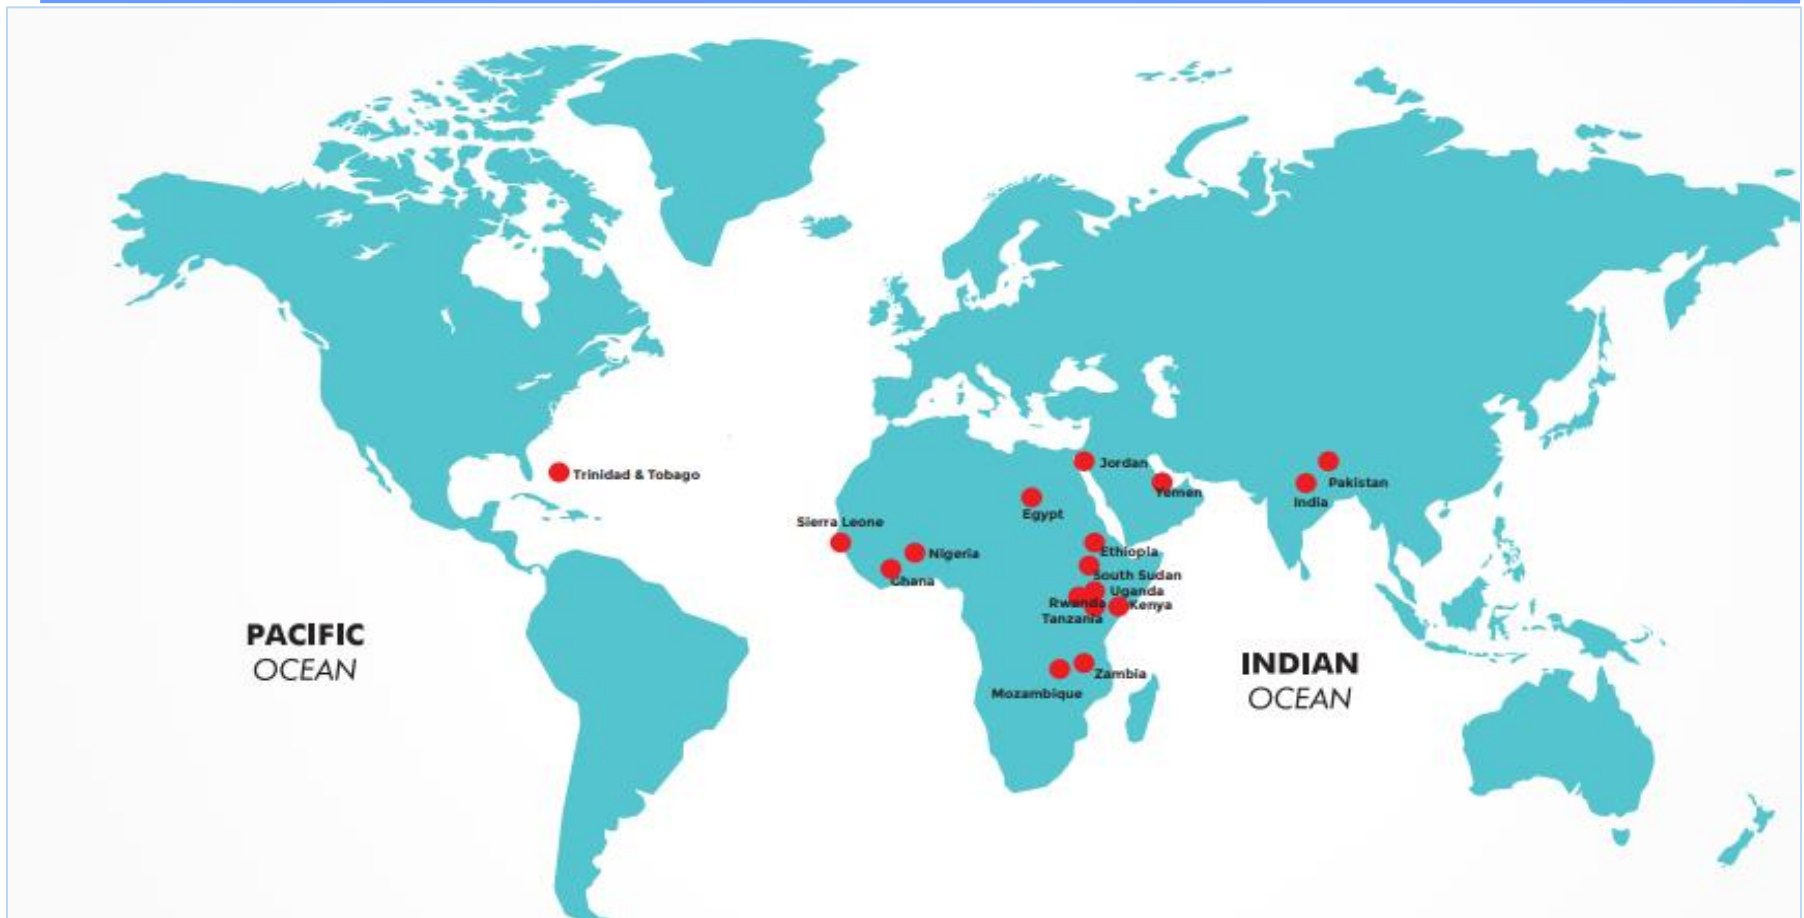 Jordan
Trinidad & Tobago
Pakistan
Yemen
India
Egypt
Sierra Leone
Ethiopia
Nigeria
South Sudan
Ghana
Uganda
Rwanda
Kenya
Tanzania
PACIFIC
OCEAN
INDIAN
OCEAN
Zambia
Mozambique